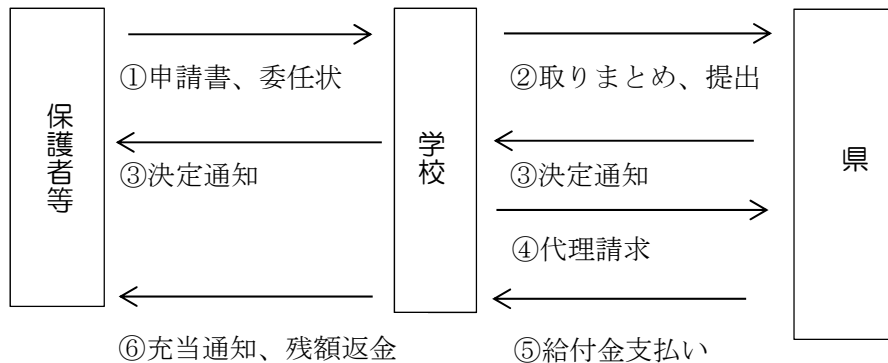 ①申請書、委任状
②取りまとめ、提出
保護者等
学校
県
③決定通知
③決定通知
④代理請求
⑥充当通知、残額返金
⑤給付金支払い